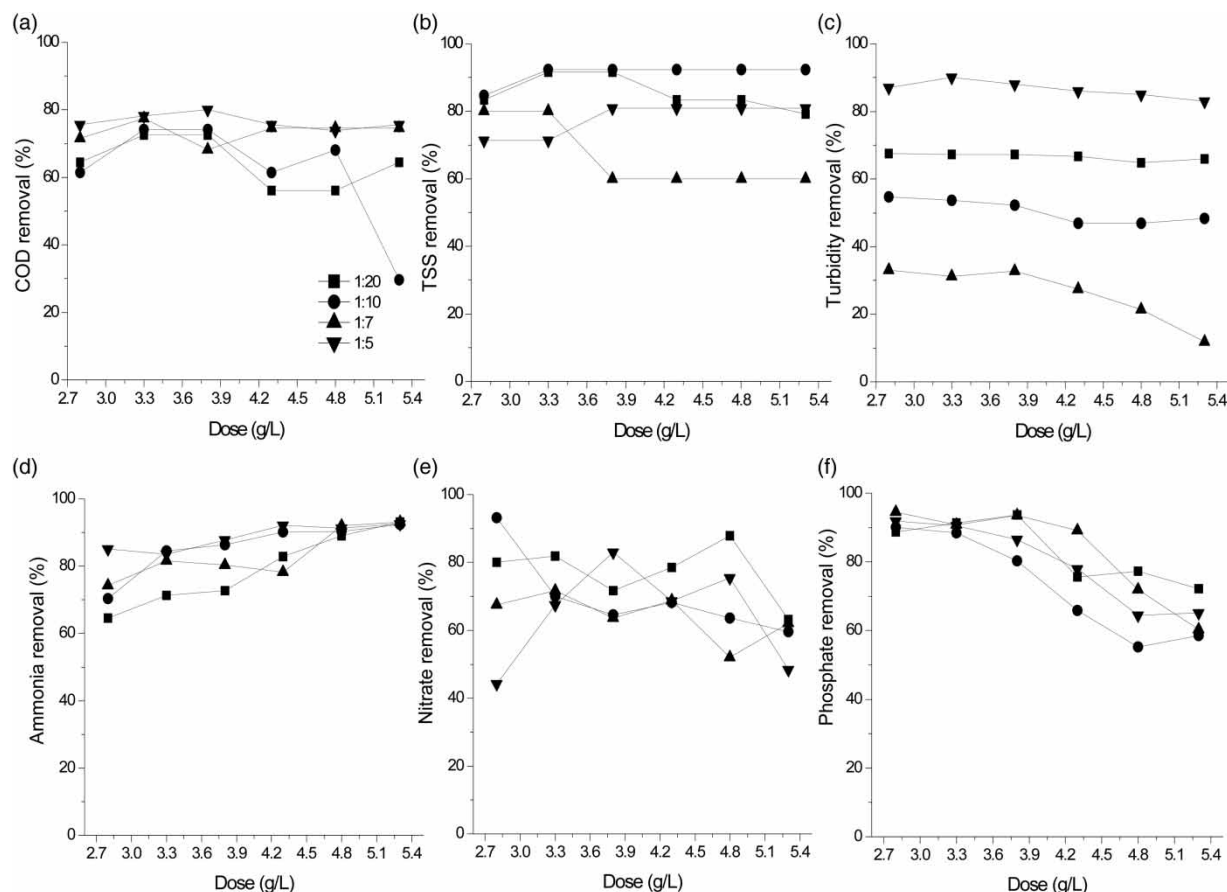 (a)
COD removal (%)
100
80
60
40
20
0
1:20
1:10
1:7
1:5
2.7 3.0 3.3 3.6 3.9 4.2 4.5 4.8 5.1 5.4
Dose (g/L)
(b)
TSS removal (%)
100
80
60
40
20
0
2.7 3.0 3.3 3.6 3.9 4.2 4.5 4.8 5.1 5.4
Dose (g/L)
(c)
Turbidity removal (%)
100
80
60
40
20
0
2.7 3.0 3.3 3.6 3.9 4.2 4.5 4.8 5.1 5.4
Dose (g/L)
(d)
Ammonia removal (%)
100
80
60
40
20
0
2.7 3.0 3.3 3.6 3.9 4.2 4.5 4.8 5.1 5.4
Dose (g/L)
(e)
Nitrate removal (%)
100
80
60
40
20
0
2.7 3.0 3.3 3.6 3.9 4.2 4.5 4.8 5.1 5.4
Dose (g/L)
(f)
Phosphate removal (%)
100
80
60
40
20
0
2.7 3.0 3.3 3.6 3.9 4.2 4.5 4.8 5.1 5.4
Dose (g/L)